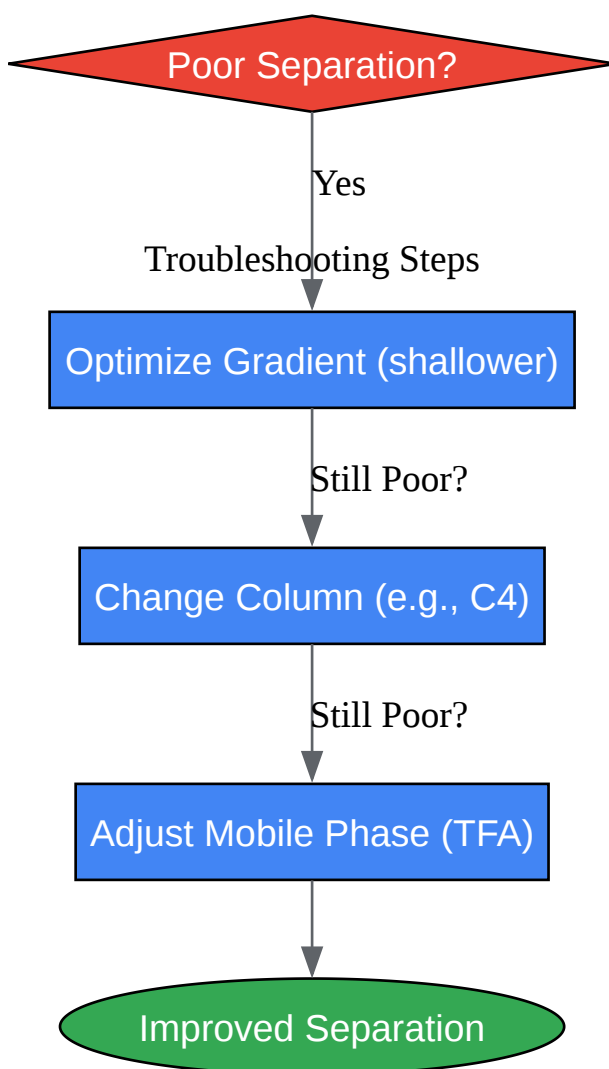 Poor Separation?
Yes
Troubleshooting Steps
Optimize Gradient (shallower)
Still Poor?
Change Column (e.g., C4)
Still Poor?
Adjust Mobile Phase (TFA)
Improved Separation